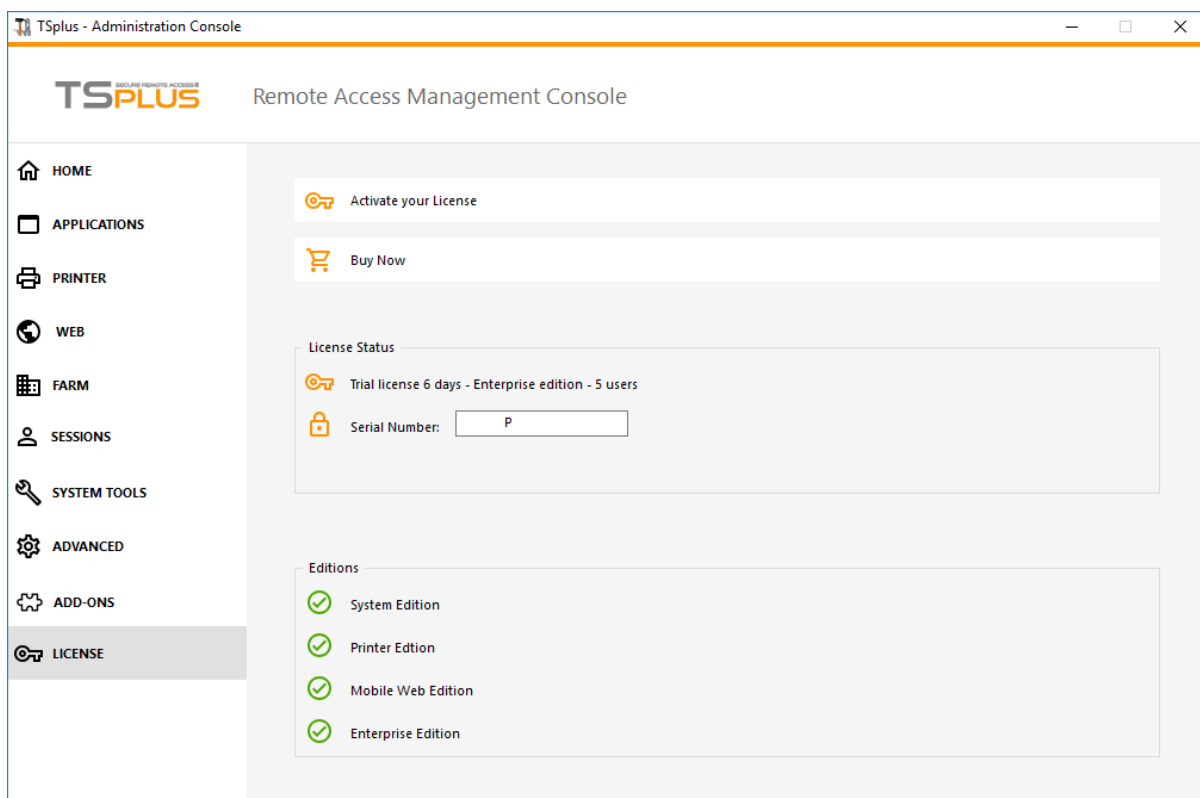 TSplus - Administration Console
TSPLUS SECURE REMOTE ACCESS®
Remote Access Management Console
HOME
APPLICATIONS
PRINTER
WEB
FARM
SESSIONS
SYSTEM TOOLS
ADVANCED
ADD-ONS
LICENSE
Activate your License
Buy Now
License Status
Trial license 6 days - Enterprise edition - 5 users
Serial Number: P
Editions
System Edition
Printer Edtion
Mobile Web Edition
Enterprise Edition